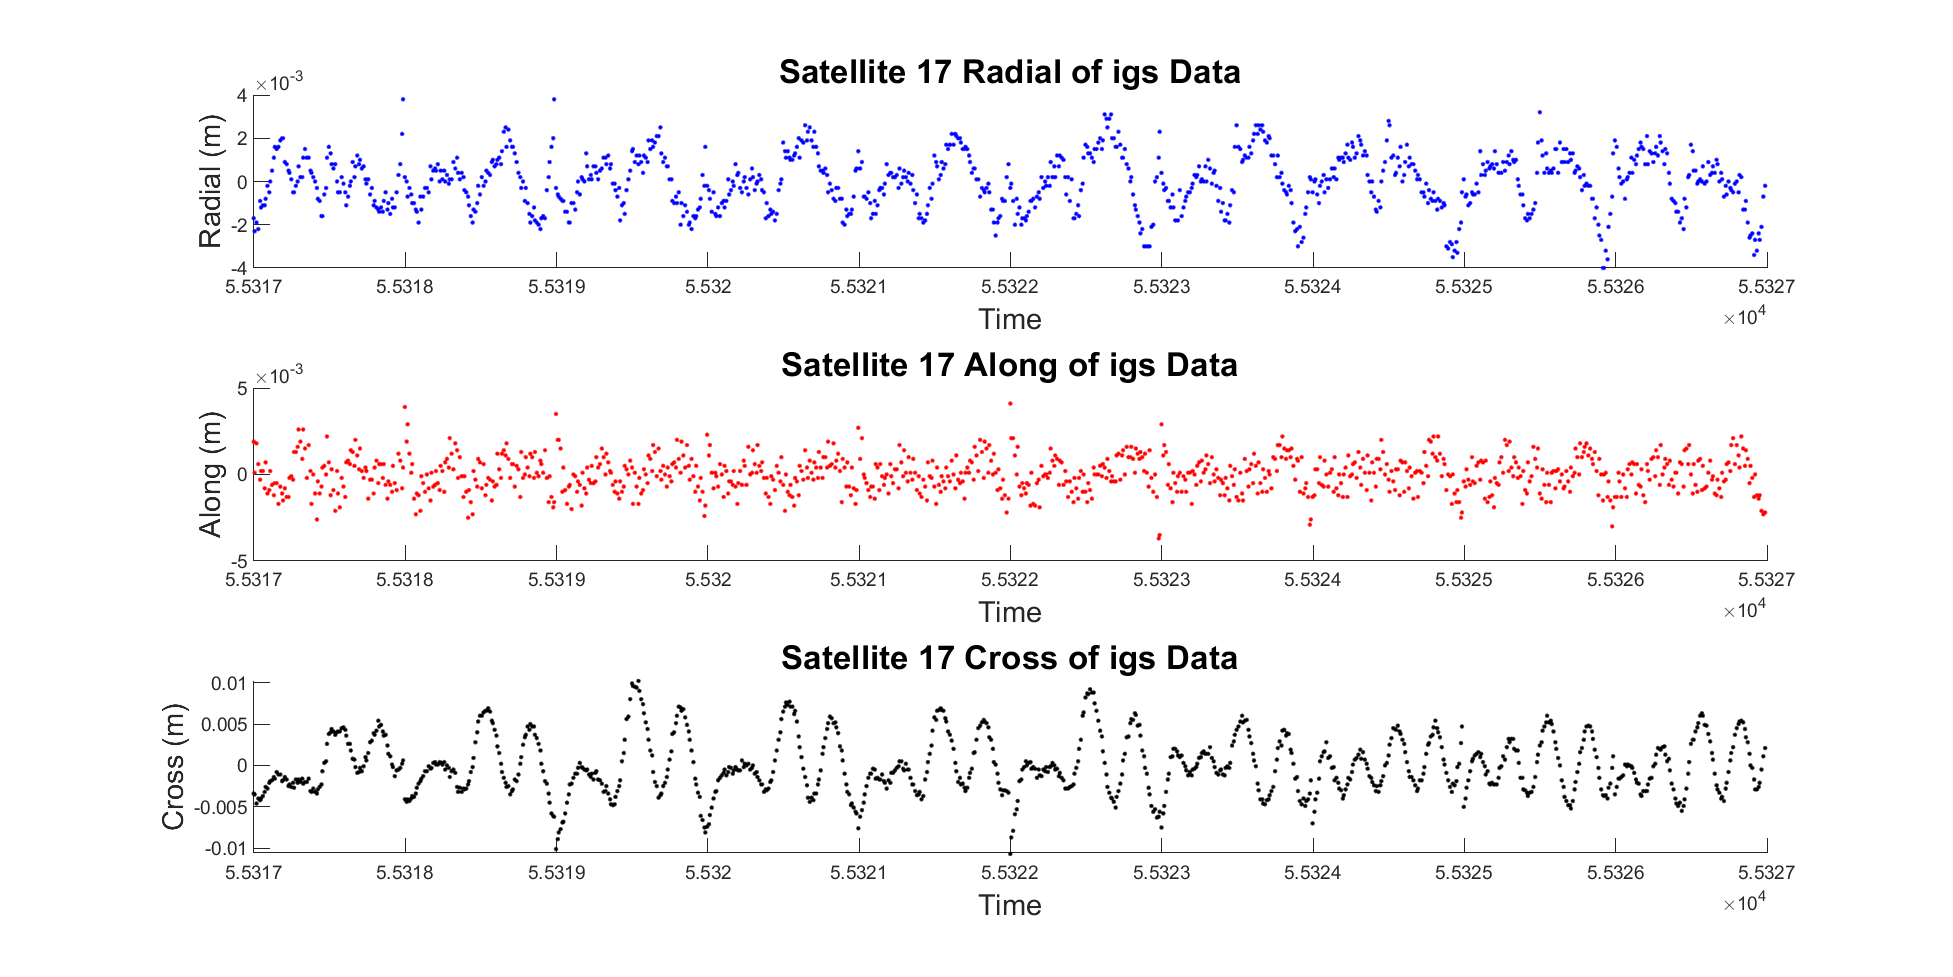 Satellite 17 Radial of igs Data
×10-3
4
2
0
-2
-4
Radial (m)
5.5317 5.5318 5.5319 5.532 5.5321 5.5322 5.5323 5.5324 5.5325 5.5326 5.5327
Time
×104
Satellite 17 Along of igs Data
×10-3
5
0
-5
Along (m)
5.5317 5.5318 5.5319 5.532 5.5321 5.5322 5.5323 5.5324 5.5325 5.5326 5.5327
Time
×104
Satellite 17 Cross of igs Data
0.01
0.005
0
-0.005
-0.01
Cross (m)
5.5317 5.5318 5.5319 5.532 5.5321 5.5322 5.5323 5.5324 5.5325 5.5326 5.5327
Time
×104